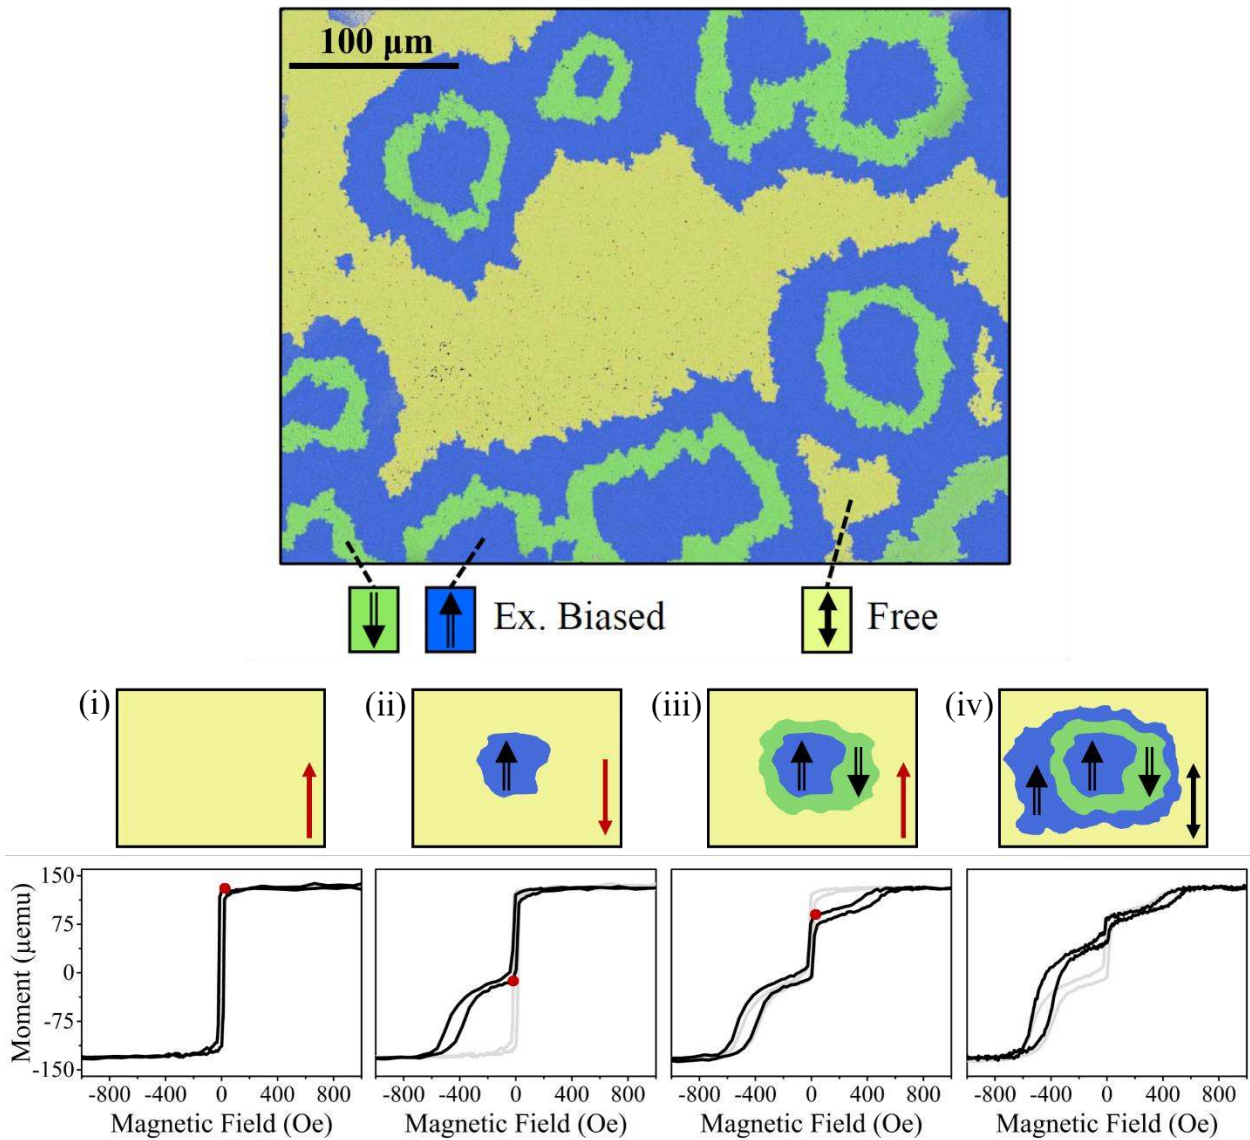 100 μm
Ex. Biased
Free
(i)
(ii)
(iii)
(iv)
Moment (μemu)
150
75
0
-75
-150
-800 -400 0 400 800
-800 -400 0 400 800
-800 -400 0 400 800
-800 -400 0 400 800
Magnetic Field (Oe)
Magnetic Field (Oe)
Magnetic Field (Oe)
Magnetic Field (Oe)